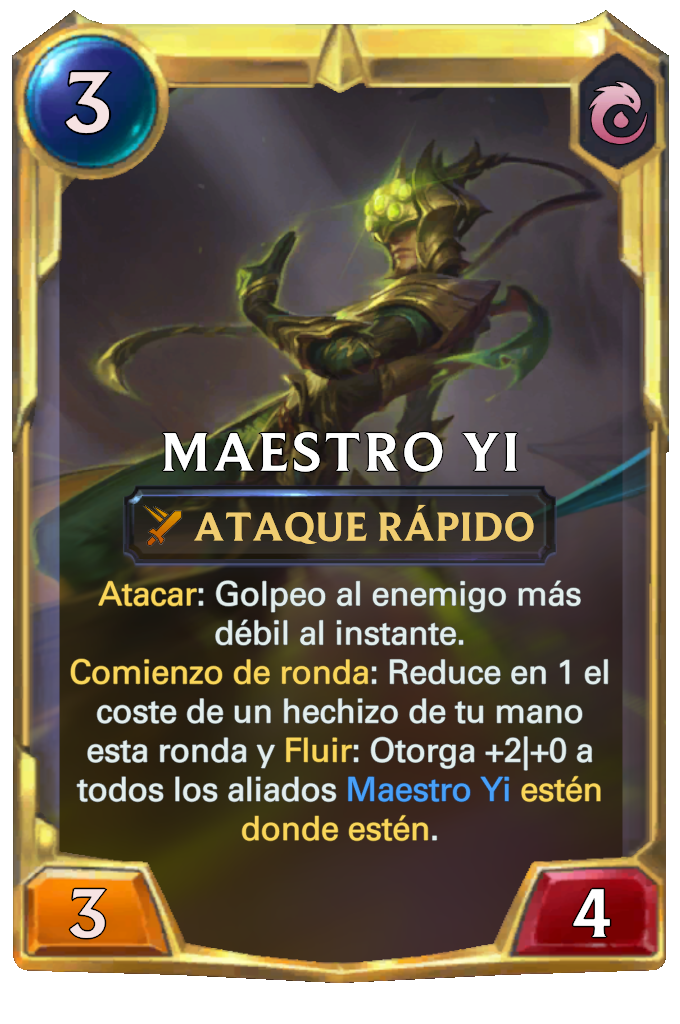 3
MAESTRO YI
ATAQUE RÁPIDO
Atacar: Golpeo al enemigo más
débil al instante.
Comienzo de ronda: Reduce en 1 el
coste de un hechizo de tu mano
esta ronda y Fluir: Otorga +2|+0 a
todos los aliados Maestro Yi estén
donde estén.
3
4